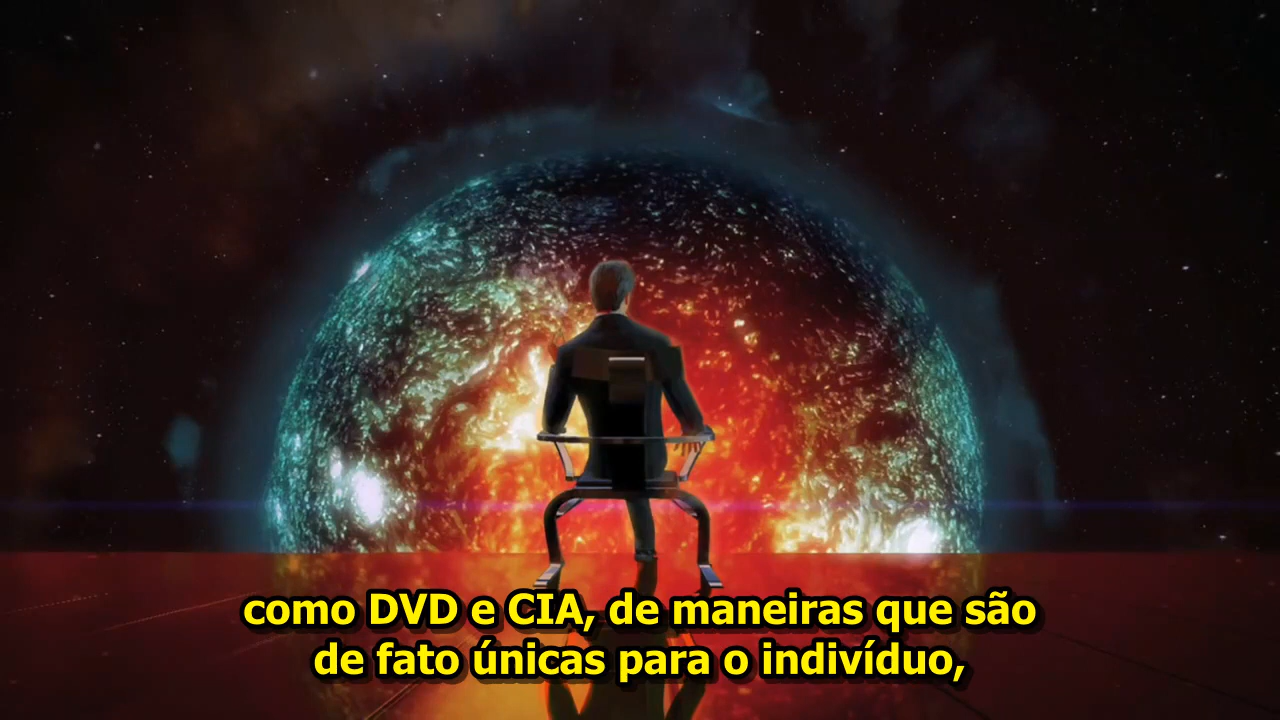 como DVD e CIA, de maneiras que são
de fato únicas para o indivíduo,